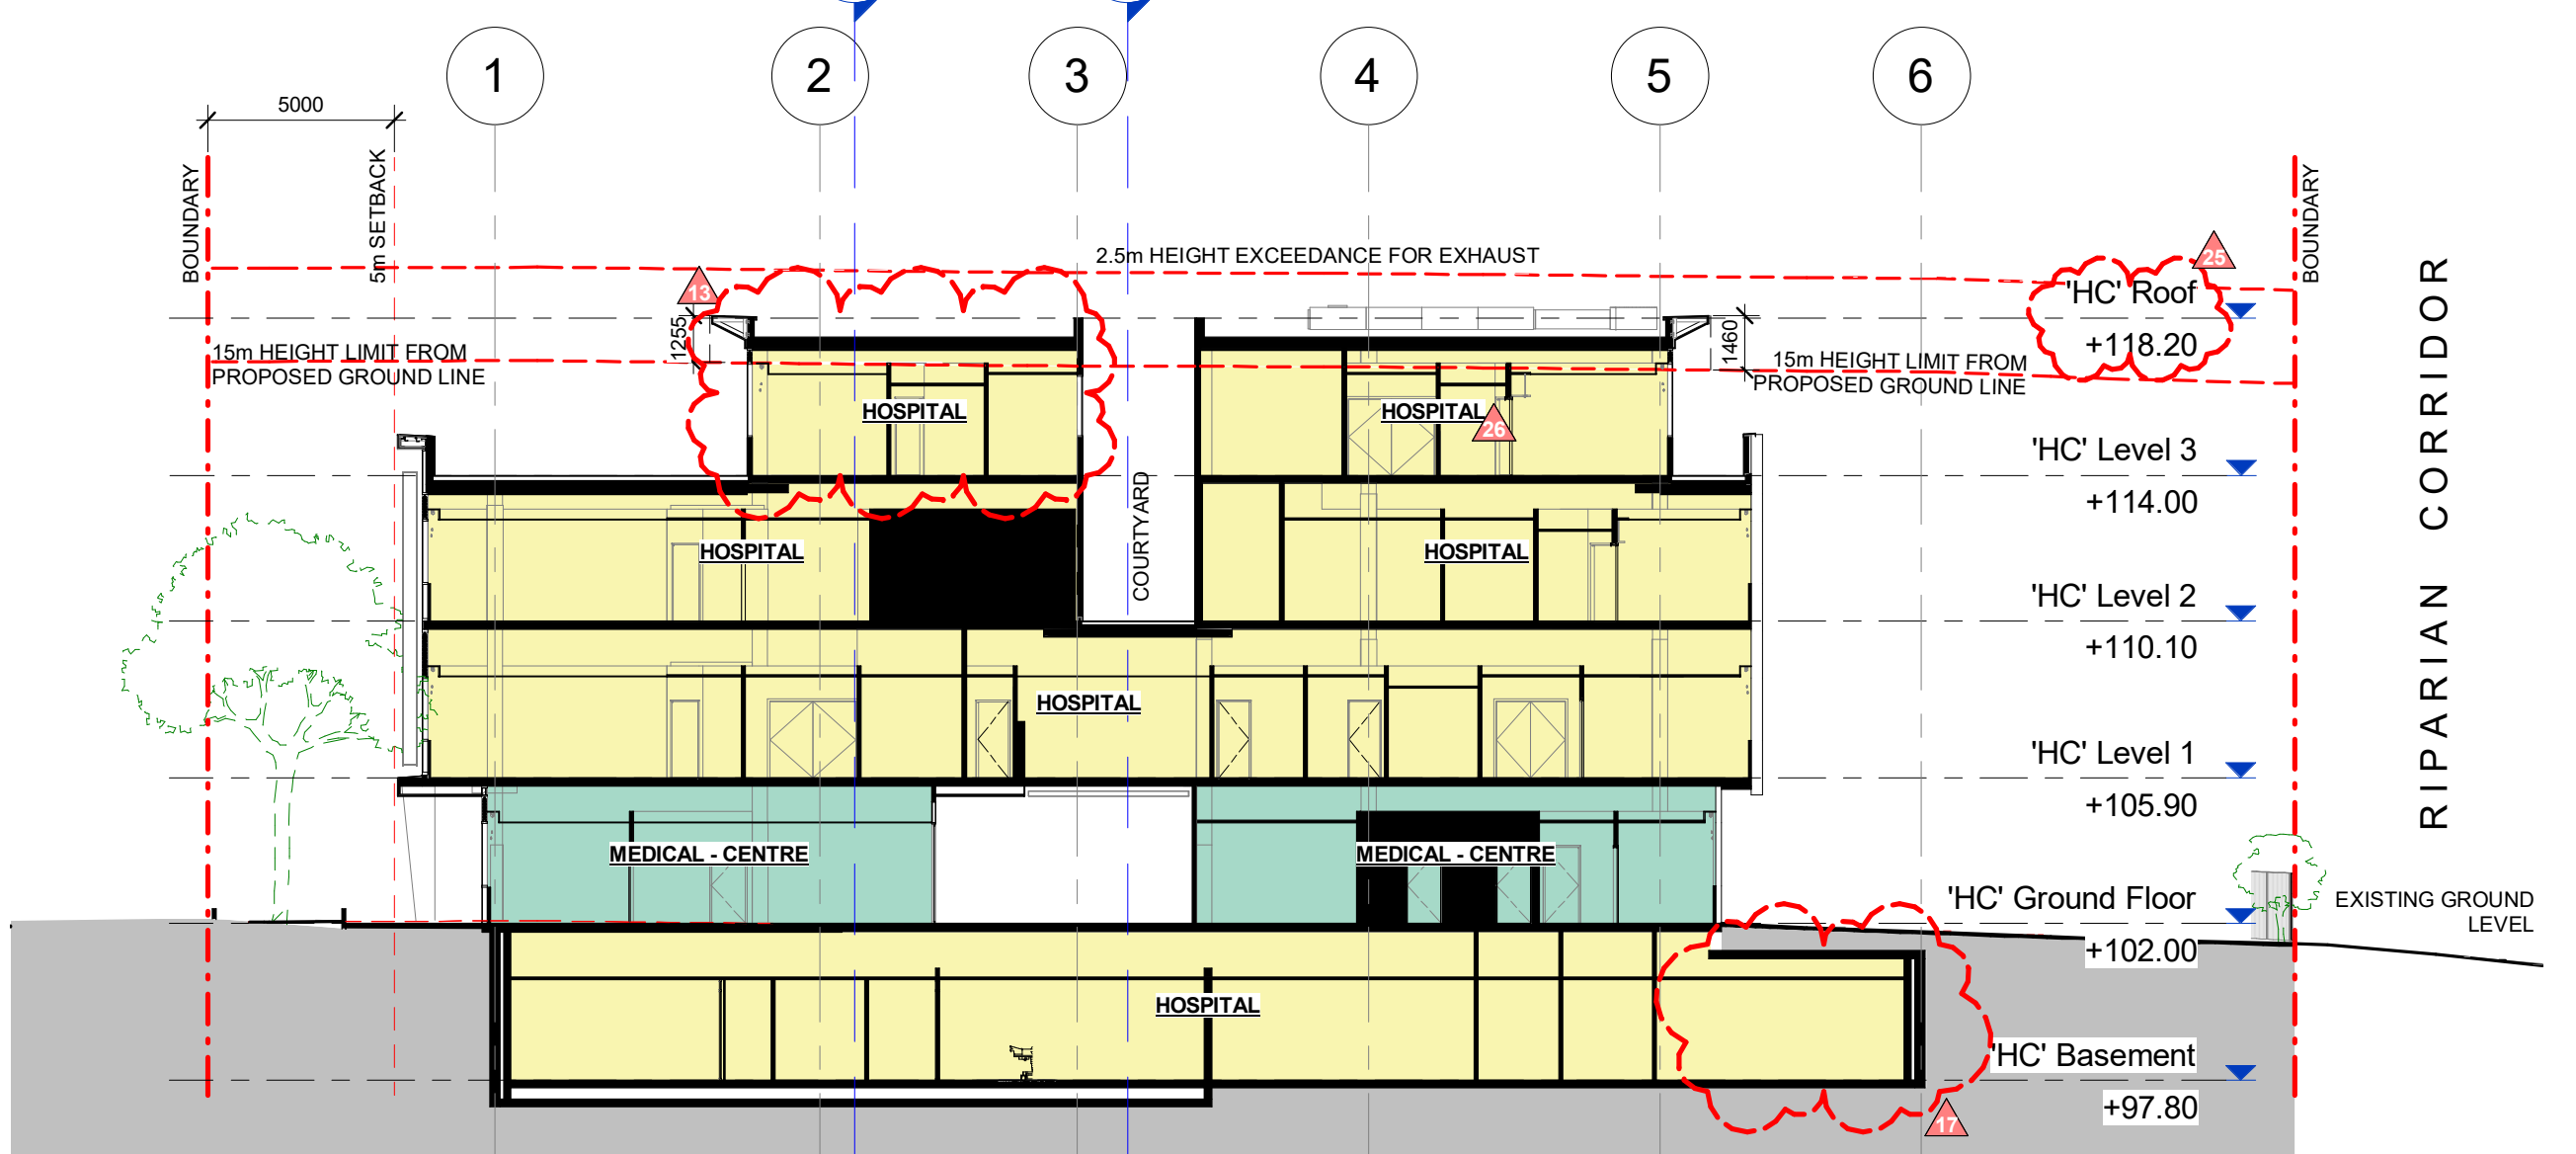 1
2
3
4
5
6
5000
BOUNDARY
5m SETBACK
BOUNDARY
2.5m HEIGHT EXCEEDANCE FOR EXHAUST
25
13
'HC' Roof
+118.20
1255
1460
15m HEIGHT LIMIT FROM
PROPOSED GROUND LINE
15m HEIGHT LIMIT FROM
PROPOSED GROUND LINE
HOSPITAL
HOSPITAL
26
'HC' Level 3
+114.00
COURTYARD
HOSPITAL
HOSPITAL
RIPARIAN CORRIDOR
'HC' Level 2
+110.10
HOSPITAL
'HC' Level 1
+105.90
MEDICAL - CENTRE
MEDICAL - CENTRE
'HC' Ground Floor
+102.00
EXISTING GROUND
LEVEL
HOSPITAL
'HC' Basement
+97.80
17